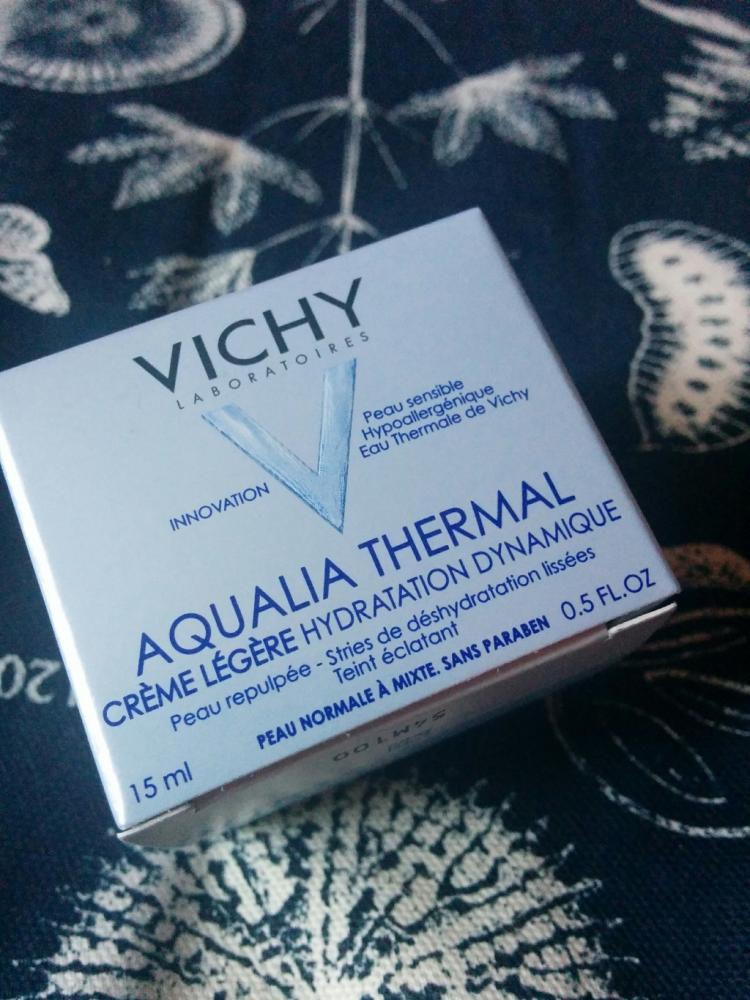 VICHY
LABORATOIRES
Peau sensible
Hypoallergénique
Eau Thermale de Vichy
INNOVATION
AQUALIA THERMAL
CRÈME LÉGÈRE HYDRATATION DYNAMIQUE
Peau repulpée - Stries de déshydratation lissées
Teint éclatant
PEAU NORMALE À MIXTE. SANS PARABEN
15 ml 0.5 FL.OZ
54M100